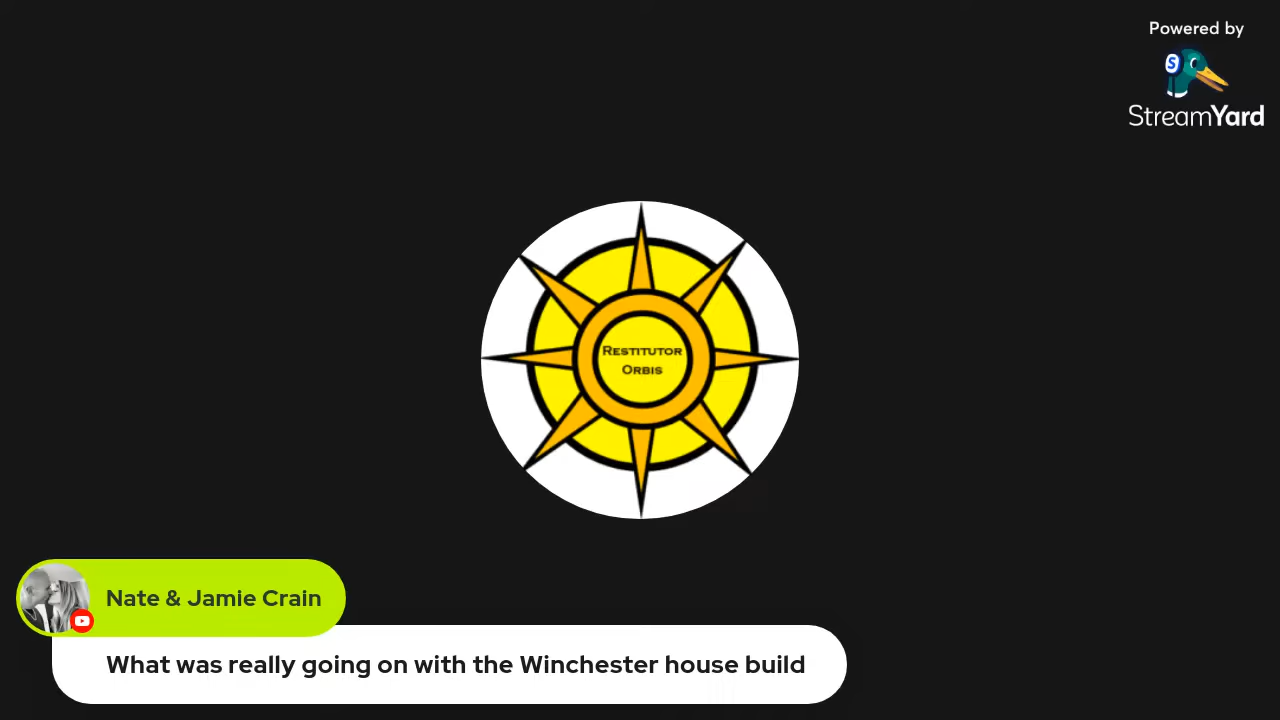 Powered by
S
StreamYard
Restitutor
Orbis
Nate & Jamie Crain
What was really going on with the Winchester house build